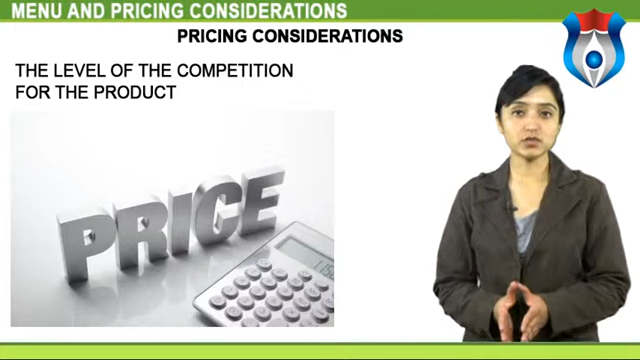 MENU AND PRICING CONSIDERATIONS
PRICING CONSIDERATIONS
THE LEVEL OF THE COMPETITION
FOR THE PRODUCT
PRICE